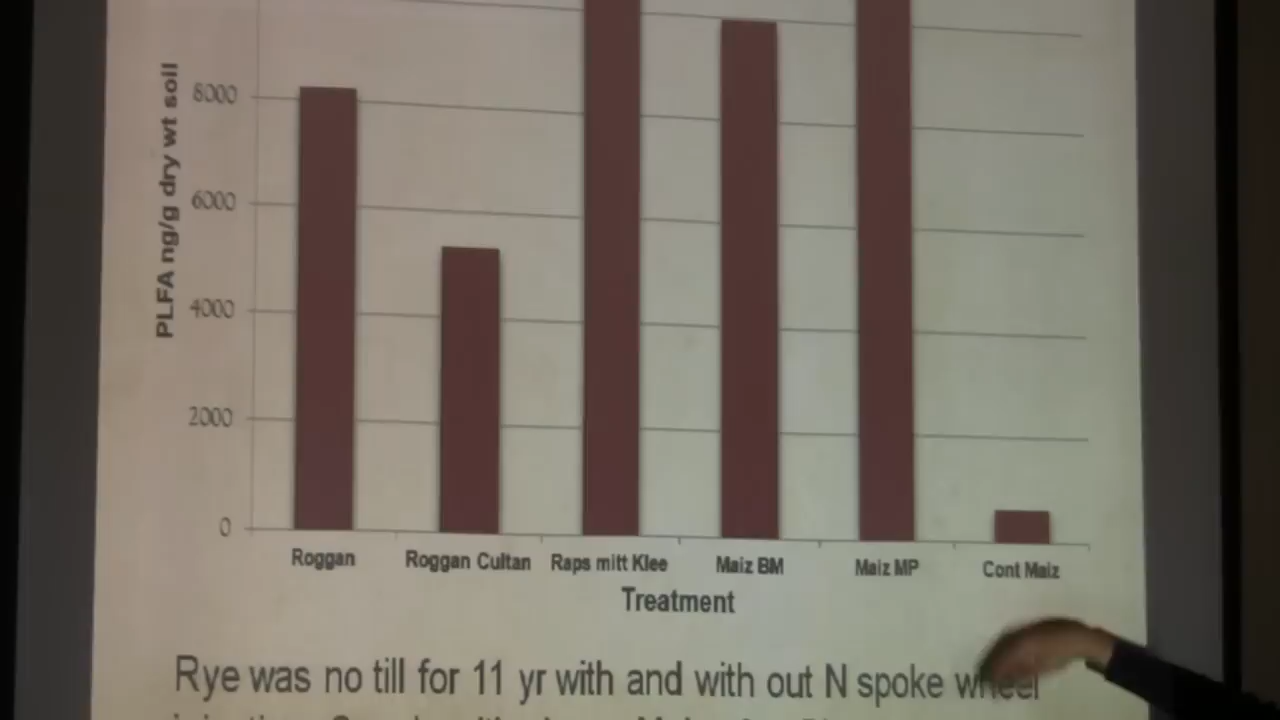 PLFA ng/g dry wt soil
8000
6000
4000
2000
0
Roggan Roggan Cultan Raps mitt Klee Maiz BM Maiz MP Cont Maiz
Treatment
Rye was no till for 11 yr with and with out N spoke wheel